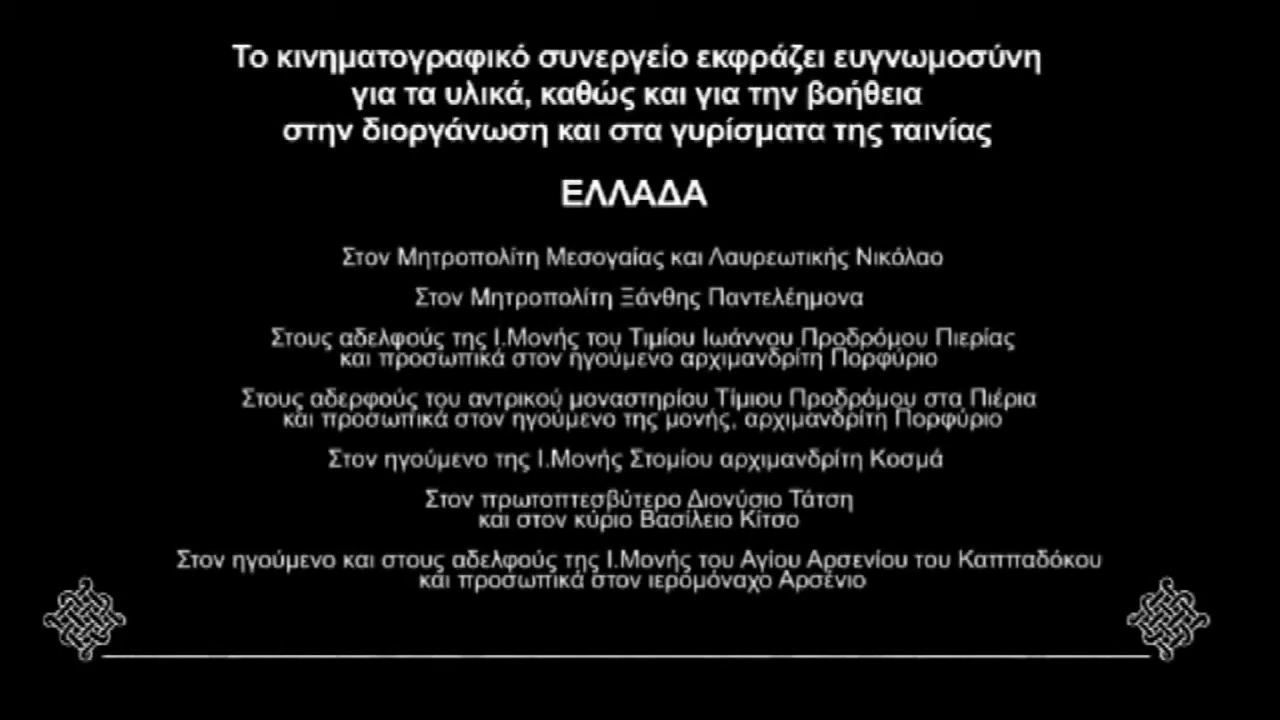 Το κινηματογραφικό συνεργείο εκφράζει ευγνωμοσύνη
για τα υλικά, καθώς και για την βοήθεια
στην διοργάνωση και στα γυρίσματα της ταινίας
ΕΛΛΑΔΑ
Στον Μητροπολίτη Μεσογαίας και Λαυρεωτικής Νικόλαο
Στον Μητροπολίτη Ξάνθης Παντελέημονα
Στους αδελφούς της Ι.Μονής του Τιμίου Ιωάννου Προδρόμου Πιερίας
και προσωπικά στον ηγούμενο αρχιμανδρίτη Πορφύριο
Στους αδερφούς του αντρικού μοναστηρίου Τίμιου Προδρόμου στα Πιέρια
και προσωπικά στον ηγούμενο της μονής, αρχιμανδρίτη Πορφύριο
Στον ηγούμενο της Ι.Μονής Στομίου αρχιμανδρίτη Κοσμά
Στον πρωτοπτεσβύτερο Διονύσιο Τάτση
και στον κύριο Βασίλειο Κίτσο
Στον ηγούμενο και στους αδελφούς της Ι.Μονής του Αγίου Αρσενίου του Καππαδόκου
και προσωπικά στον ιερομόναχο Αρσένιο